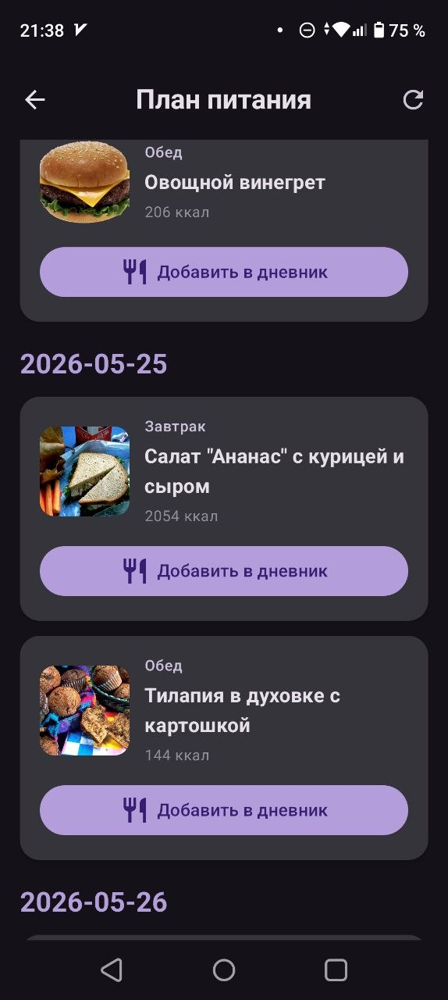 21:38
75 %
План питания
Обед
Овощной винегрет
206 ккал
Добавить в дневник
2026-05-25
Завтрак
Салат "Ананас" с курицей и
сыром
2054 ккал
Добавить в дневник
Обед
Тилапия в духовке с
картошкой
144 ккал
Добавить в дневник
2026-05-26